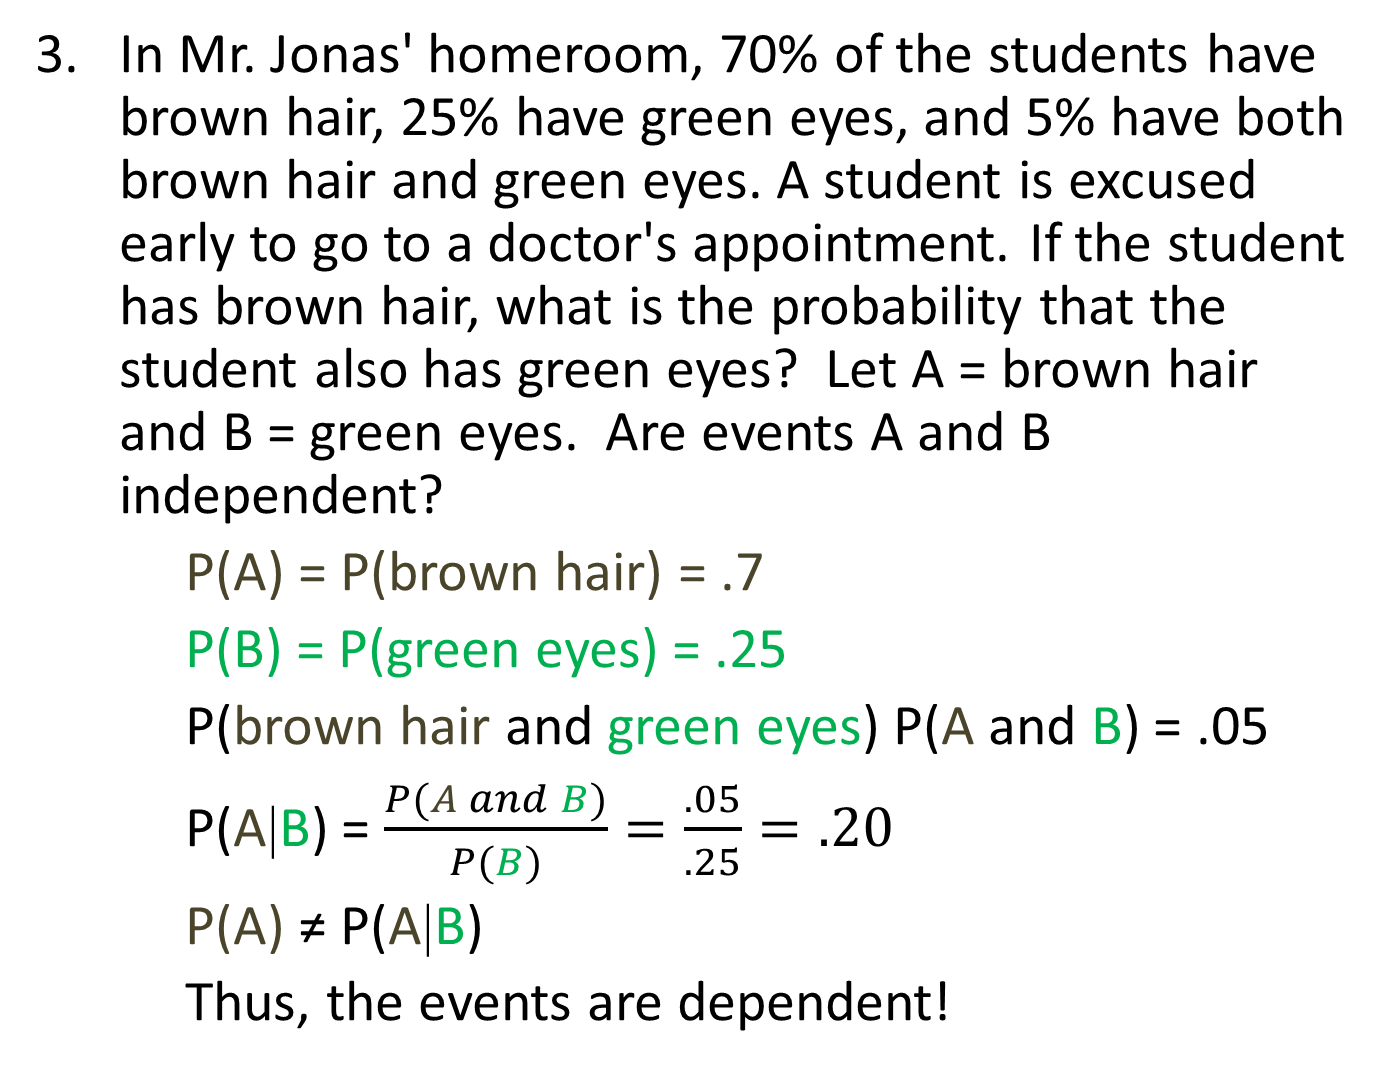 3. In Mr. Jonas' homeroom, 70% of the students have
brown hair, 25% have green eyes, and 5% have both
brown hair and green eyes. A student is excused
early to go to a doctor's appointment. If the student
has brown hair, what is the probability that the
student also has green eyes? Let A = brown hair
and B = green eyes. Are events A and B
independent?
P(A) = P(brown hair) = .7
P(B) = P(green eyes) = .25
P(brown hair and green eyes) P(A and B) = .05
P(A|B) = P(A and B)/P(B) = .05/.25 = .20
P(A) ≠ P(A|B)
Thus, the events are dependent!